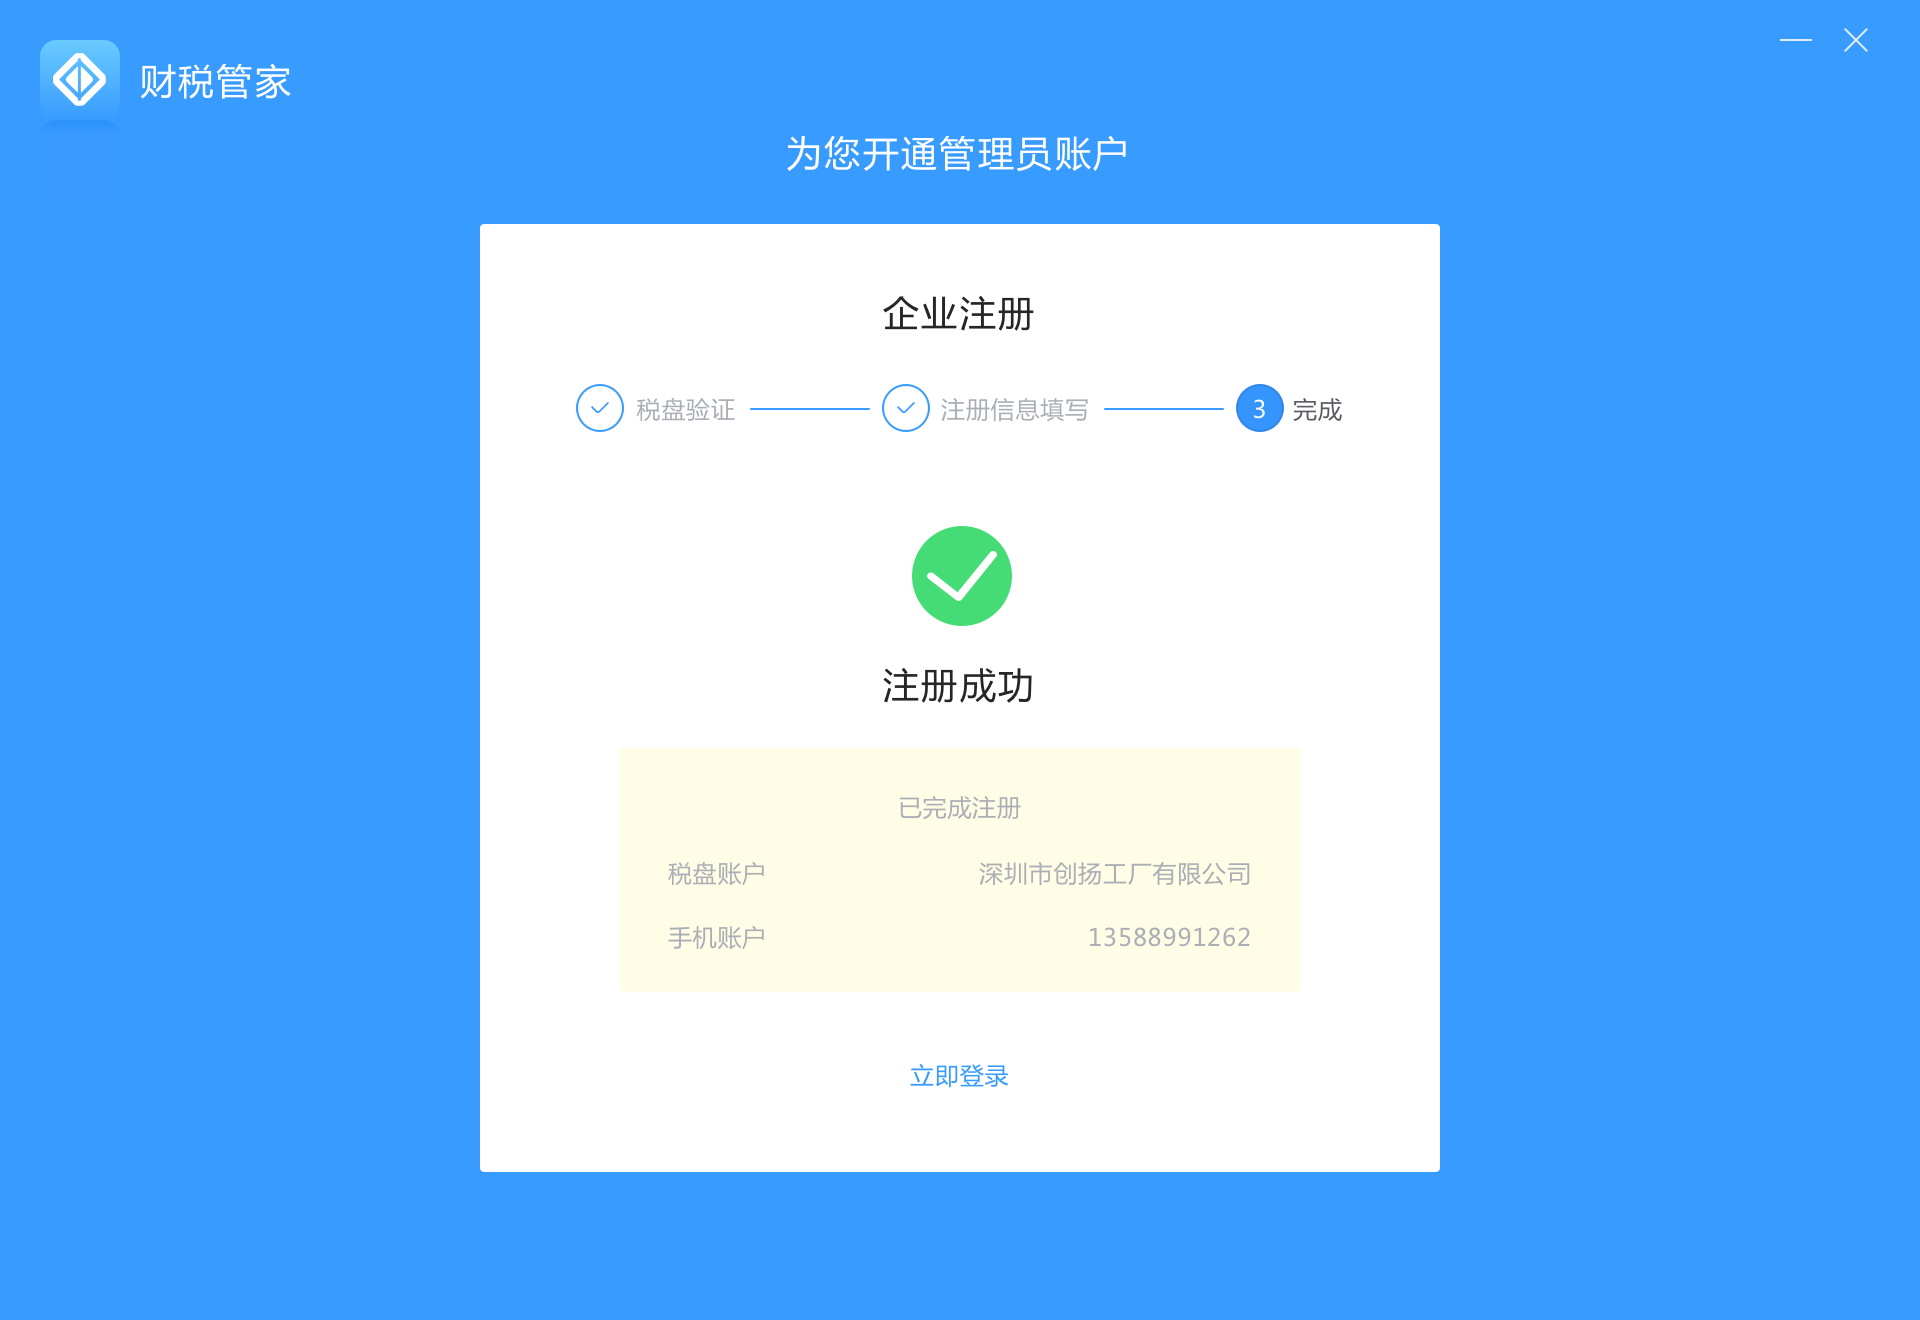 财税管家
为您开通管理员账户
企业注册
税盘验证 注册信息填写 3 完成
注册成功
已完成注册
税盘账户 深圳市创扬工厂有限公司
手机账户 13588991262
立即登录